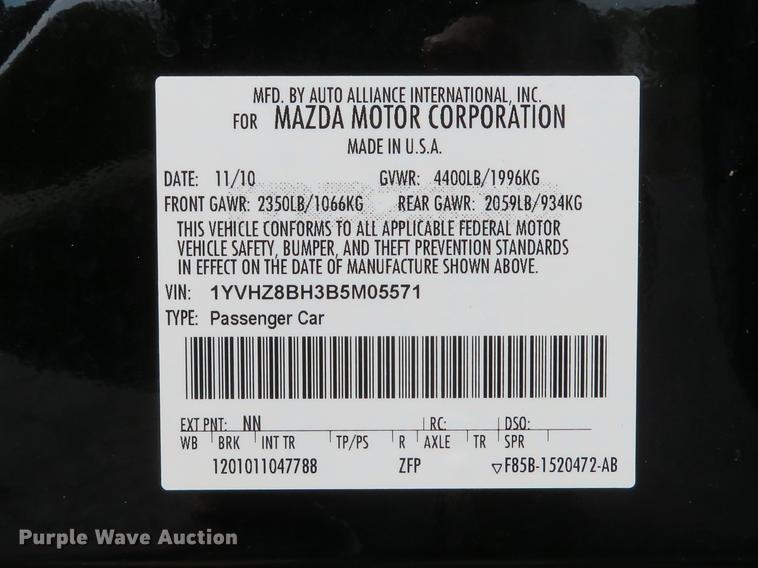 MFD. BY AUTO ALLIANCE INTERNATIONAL, INC.
FOR MAZDA MOTOR CORPORATION
MADE IN U.S.A.
DATE: 11/10 GVWR: 4400LB/1996KG
FRONT GAWR: 2350LB/1066KG REAR GAWR: 2059LB/934KG
THIS VEHICLE CONFORMS TO ALL APPLICABLE FEDERAL MOTOR
VEHICLE SAFETY, BUMPER, AND THEFT PREVENTION STANDARDS
IN EFFECT ON THE DATE OF MANUFACTURE SHOWN ABOVE.
VIN: 1YVHZ8BH3B5M05571
TYPE: Passenger Car
EXT PNT: NN RC: DSO:
WB BRK INT TR TP/PS R AXLE TR SPR
1201011047788 ZFP ▽F85B-1520472-AB
Purple Wave Auction